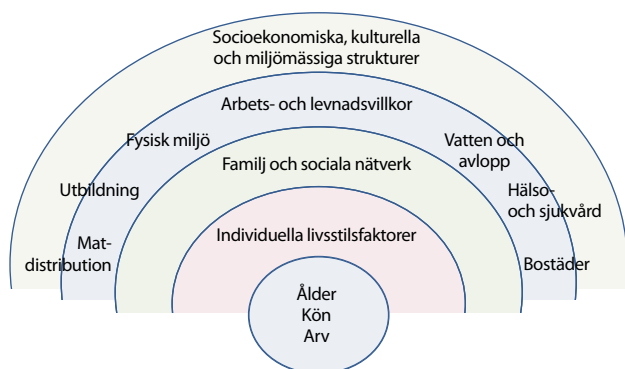 Socioekonomiska, kulturella
och miljömässiga strukturer
Arbets- och levnadsvillkor
Fysisk miljö
Vatten och
avlopp
Familj och sociala nätverk
Utbildning
Hälso-
och sjukvård
Individuella livsstilsfaktorer
Mat-
distribution
Bostäder
Ålder
Kön
Arv